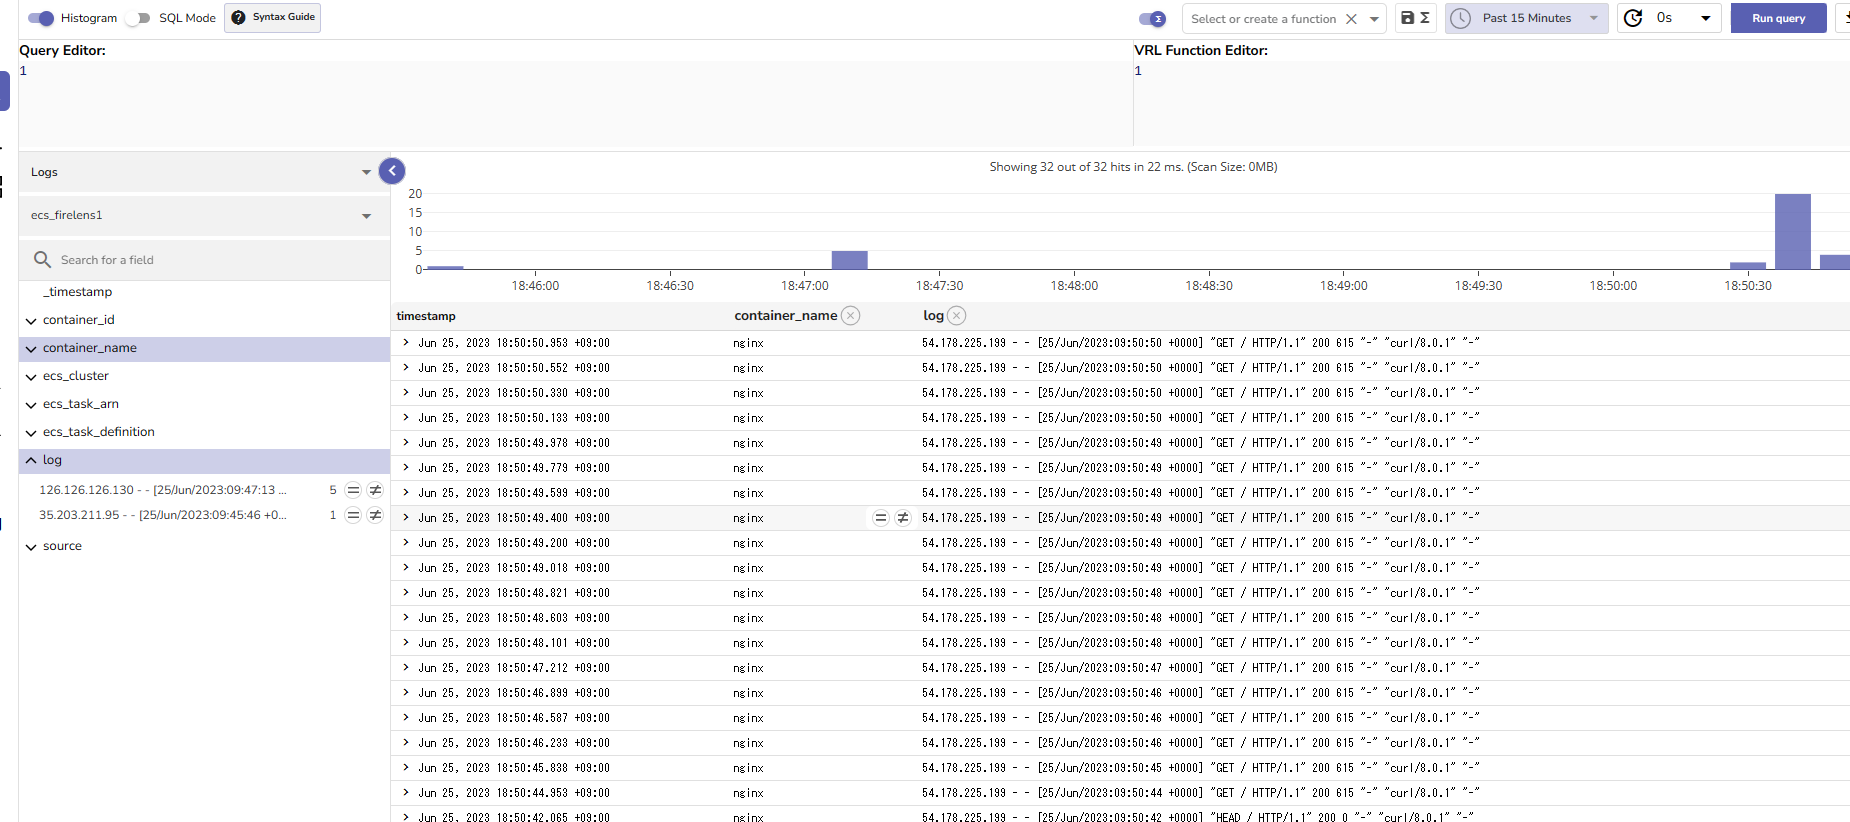 Histogram SQL Mode Syntax Guide Select or create a function Past 15 Minutes 0s Run query
Query Editor: VRL Function Editor:
1 1
Logs
ecs_firelens1
Search for a field
_timestamp
container_id
container_name
ecs_cluster
ecs_task_arn
ecs_task_definition
log
126.126.126.130 - - [25/Jun/2023:09:47:13 ... 5
35.203.211.95 - - [25/Jun/2023:09:45:46 +0... 1
source
Showing 32 out of 32 hits in 22 ms. (Scan Size: 0MB)
20
15
10
5
0
18:46:00 18:46:30 18:47:00 18:47:30 18:48:00 18:48:30 18:49:00 18:49:30 18:50:00 18:50:30
timestamp container_name log
Jun 25, 2023 18:50:50.953 +09:00 nginx 54.178.225.199 - - [25/Jun/2023:09:50:50 +0000] "GET / HTTP/1.1" 200 615 "-" "curl/8.0.1" "-"
Jun 25, 2023 18:50:50.552 +09:00 nginx 54.178.225.199 - - [25/Jun/2023:09:50:50 +0000] "GET / HTTP/1.1" 200 615 "-" "curl/8.0.1" "-"
Jun 25, 2023 18:50:50.330 +09:00 nginx 54.178.225.199 - - [25/Jun/2023:09:50:50 +0000] "GET / HTTP/1.1" 200 615 "-" "curl/8.0.1" "-"
Jun 25, 2023 18:50:50.133 +09:00 nginx 54.178.225.199 - - [25/Jun/2023:09:50:50 +0000] "GET / HTTP/1.1" 200 615 "-" "curl/8.0.1" "-"
Jun 25, 2023 18:50:49.978 +09:00 nginx 54.178.225.199 - - [25/Jun/2023:09:50:49 +0000] "GET / HTTP/1.1" 200 615 "-" "curl/8.0.1" "-"
Jun 25, 2023 18:50:49.779 +09:00 nginx 54.178.225.199 - - [25/Jun/2023:09:50:49 +0000] "GET / HTTP/1.1" 200 615 "-" "curl/8.0.1" "-"
Jun 25, 2023 18:50:49.599 +09:00 nginx 54.178.225.199 - - [25/Jun/2023:09:50:49 +0000] "GET / HTTP/1.1" 200 615 "-" "curl/8.0.1" "-"
Jun 25, 2023 18:50:49.400 +09:00 nginx 54.178.225.199 - - [25/Jun/2023:09:50:49 +0000] "GET / HTTP/1.1" 200 615 "-" "curl/8.0.1" "-"
Jun 25, 2023 18:50:49.200 +09:00 nginx 54.178.225.199 - - [25/Jun/2023:09:50:49 +0000] "GET / HTTP/1.1" 200 615 "-" "curl/8.0.1" "-"
Jun 25, 2023 18:50:49.018 +09:00 nginx 54.178.225.199 - - [25/Jun/2023:09:50:49 +0000] "GET / HTTP/1.1" 200 615 "-" "curl/8.0.1" "-"
Jun 25, 2023 18:50:48.821 +09:00 nginx 54.178.225.199 - - [25/Jun/2023:09:50:48 +0000] "GET / HTTP/1.1" 200 615 "-" "curl/8.0.1" "-"
Jun 25, 2023 18:50:48.603 +09:00 nginx 54.178.225.199 - - [25/Jun/2023:09:50:48 +0000] "GET / HTTP/1.1" 200 615 "-" "curl/8.0.1" "-"
Jun 25, 2023 18:50:48.101 +09:00 nginx 54.178.225.199 - - [25/Jun/2023:09:50:48 +0000] "GET / HTTP/1.1" 200 615 "-" "curl/8.0.1" "-"
Jun 25, 2023 18:50:47.212 +09:00 nginx 54.178.225.199 - - [25/Jun/2023:09:50:47 +0000] "GET / HTTP/1.1" 200 615 "-" "curl/8.0.1" "-"
Jun 25, 2023 18:50:46.899 +09:00 nginx 54.178.225.199 - - [25/Jun/2023:09:50:46 +0000] "GET / HTTP/1.1" 200 615 "-" "curl/8.0.1" "-"
Jun 25, 2023 18:50:46.587 +09:00 nginx 54.178.225.199 - - [25/Jun/2023:09:50:46 +0000] "GET / HTTP/1.1" 200 615 "-" "curl/8.0.1" "-"
Jun 25, 2023 18:50:46.233 +09:00 nginx 54.178.225.199 - - [25/Jun/2023:09:50:46 +0000] "GET / HTTP/1.1" 200 615 "-" "curl/8.0.1" "-"
Jun 25, 2023 18:50:45.838 +09:00 nginx 54.178.225.199 - - [25/Jun/2023:09:50:45 +0000] "GET / HTTP/1.1" 200 615 "-" "curl/8.0.1" "-"
Jun 25, 2023 18:50:44.953 +09:00 nginx 54.178.225.199 - - [25/Jun/2023:09:50:44 +0000] "GET / HTTP/1.1" 200 615 "-" "curl/8.0.1" "-"
Jun 25, 2023 18:50:42.065 +09:00 nginx 54.178.225.199 - - [25/Jun/2023:09:50:42 +0000] "HEAD / HTTP/1.1" 200 0 "-" "curl/8.0.1" "-"